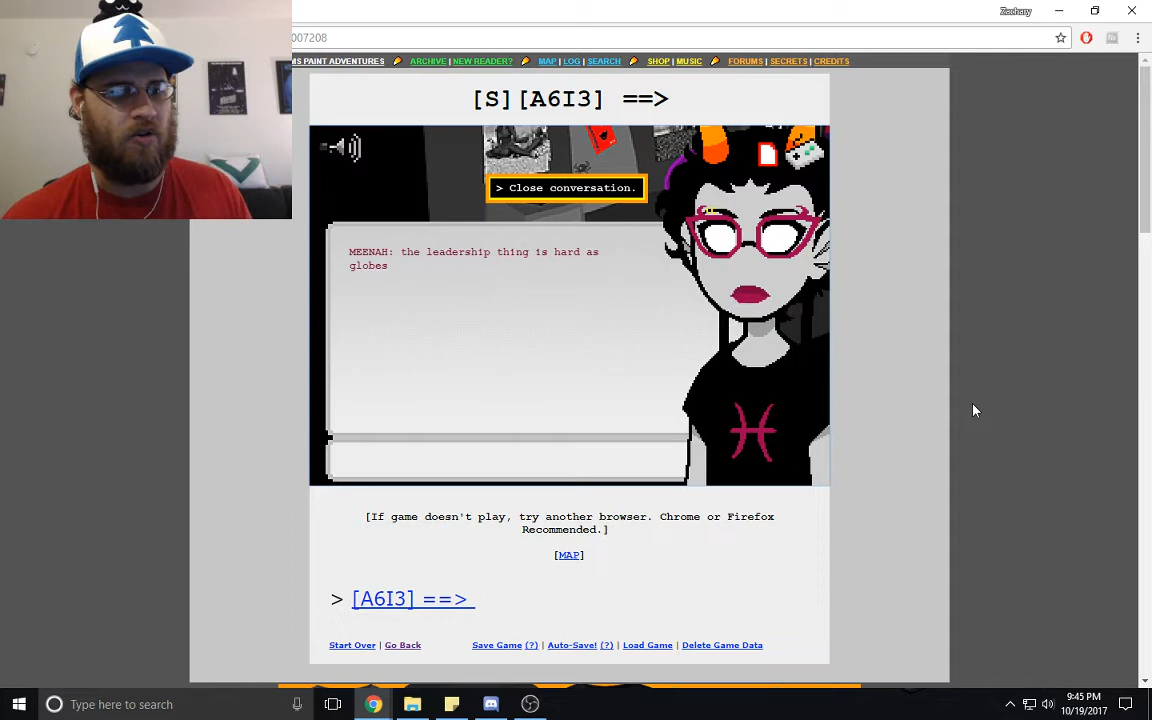 Zachary
007208
MS PAINT ADVENTURES ARCHIVE | NEW READER? MAP | LOG | SEARCH SHOP | MUSIC FORUMS | SECRETS | CREDITS
[S][A6I3] ==>
> Close conversation.
MEENAH: the leadership thing is hard as
globes
[If game doesn't play, try another browser. Chrome or Firefox
Recommended.]
[MAP]
> [A6I3] ==>
Start Over | Go Back Save Game (?) | Auto-Save! (?) | Load Game | Delete Game Data
Type here to search
9:45 PM
10/19/2017